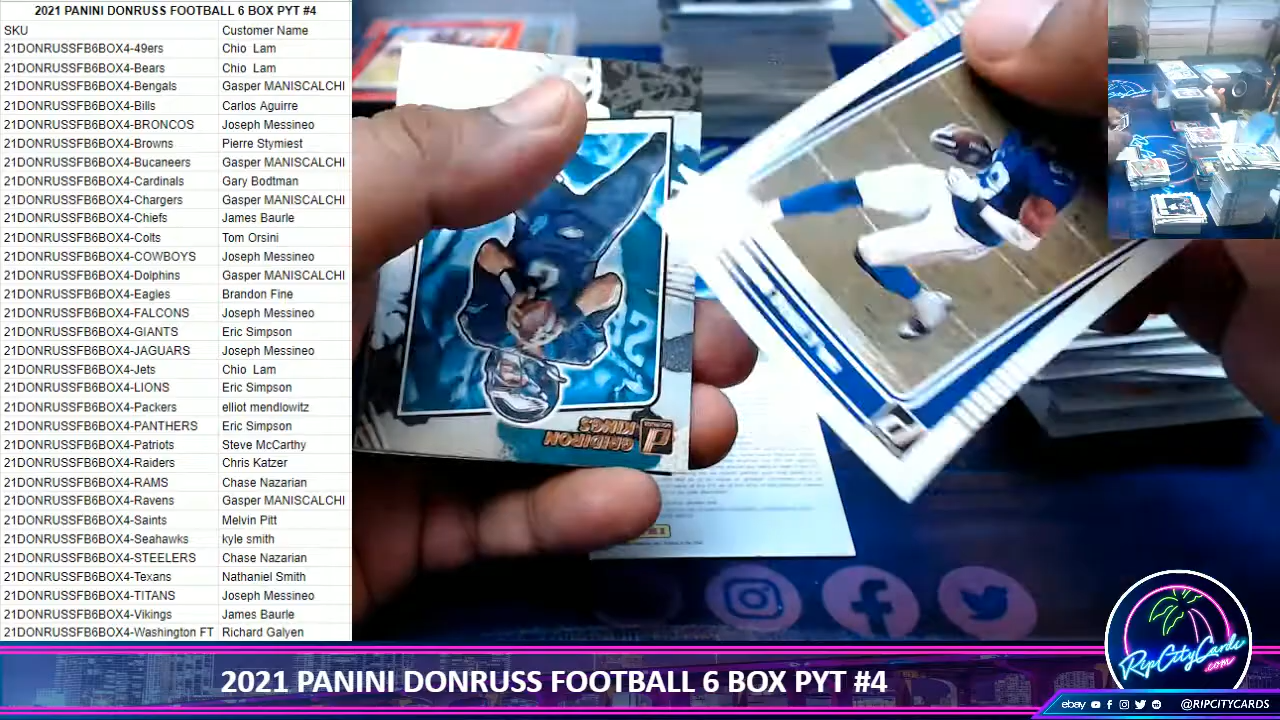 2021 PANINI DONRUSS FOOTBALL 6 BOX PYT #4
SKU Customer Name
21DONRUSSFB6BOX4-49ers Chio Lam
21DONRUSSFB6BOX4-Bears Chio Lam
21DONRUSSFB6BOX4-Bengals Gasper MANISCALCHI
21DONRUSSFB6BOX4-Bills Carlos Aguirre
21DONRUSSFB6BOX4-BRONCOS Joseph Messineo
21DONRUSSFB6BOX4-Browns Pierre Stymiest
21DONRUSSFB6BOX4-Bucaneers Gasper MANISCALCHI
21DONRUSSFB6BOX4-Cardinals Gary Bodtman
21DONRUSSFB6BOX4-Chargers Gasper MANISCALCHI
21DONRUSSFB6BOX4-Chiefs James Baurle
21DONRUSSFB6BOX4-Colts Tom Orsini
21DONRUSSFB6BOX4-COWBOYS Joseph Messineo
21DONRUSSFB6BOX4-Dolphins Gasper MANISCALCHI
21DONRUSSFB6BOX4-Eagles Brandon Fine
21DONRUSSFB6BOX4-FALCONS Joseph Messineo
21DONRUSSFB6BOX4-GIANTS Eric Simpson
21DONRUSSFB6BOX4-JAGUARS Joseph Messineo
21DONRUSSFB6BOX4-Jets Chio Lam
21DONRUSSFB6BOX4-LIONS Eric Simpson
21DONRUSSFB6BOX4-Packers elliot mendlowitz
21DONRUSSFB6BOX4-PANTHERS Eric Simpson
21DONRUSSFB6BOX4-Patriots Steve McCarthy
21DONRUSSFB6BOX4-Raiders Chris Katzer
21DONRUSSFB6BOX4-RAMS Chase Nazarian
21DONRUSSFB6BOX4-Ravens Gasper MANISCALCHI
21DONRUSSFB6BOX4-Saints Melvin Pitt
21DONRUSSFB6BOX4-Seahawks kyle smith
21DONRUSSFB6BOX4-STEELERS Chase Nazarian
21DONRUSSFB6BOX4-Texans Nathaniel Smith
21DONRUSSFB6BOX4-TITANS Joseph Messineo
21DONRUSSFB6BOX4-Vikings James Baurle
21DONRUSSFB6BOX4-Washington FT Richard Galyen
GRIDIRON
KINGS
PANINI
RipCityCards
.com
2021 PANINI DONRUSS FOOTBALL 6 BOX PYT #4
ebay @RIPCITYCARDS